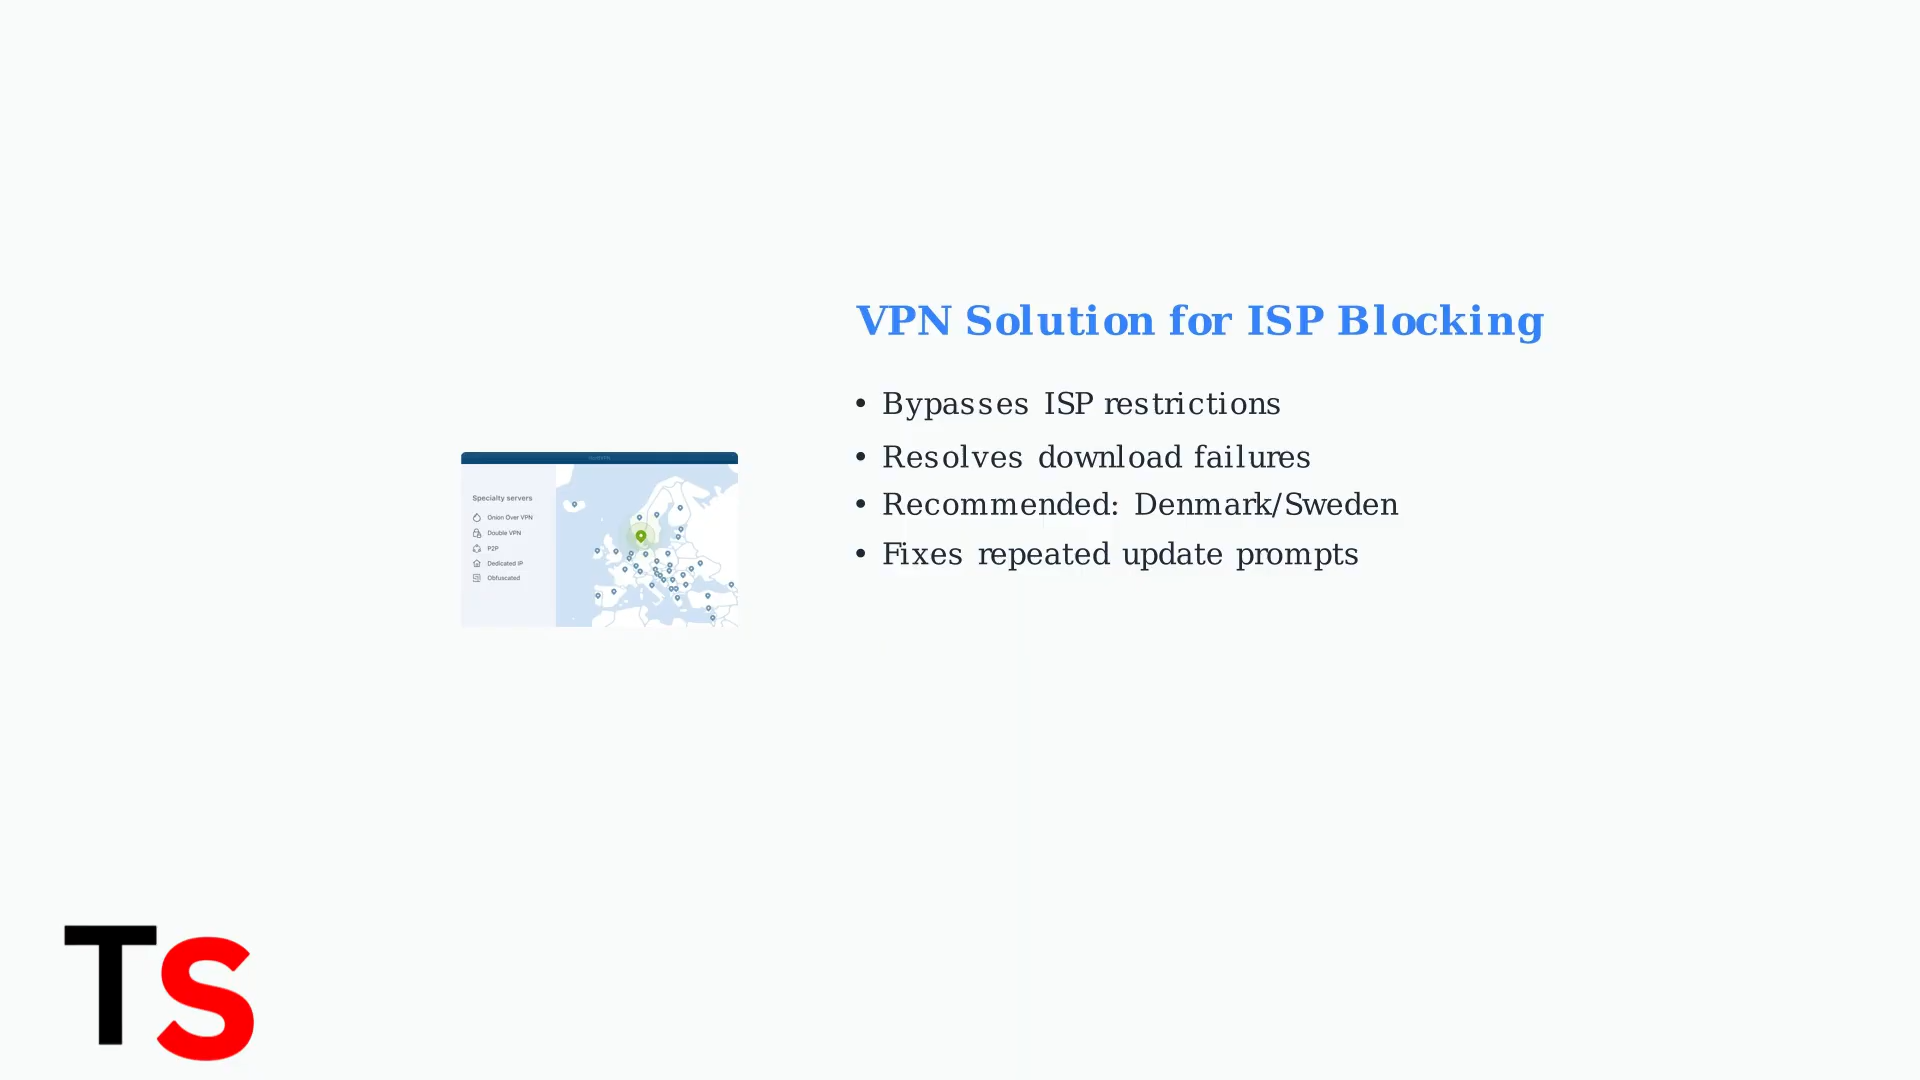 VPN Solution for ISP Blocking
• Bypasses ISP restrictions
• Resolves download failures
• Recommended: Denmark/Sweden
• Fixes repeated update prompts
NordVPN
Specialty servers
Onion Over VPN
Double VPN
P2P
Dedicated IP
Obfuscated
TS